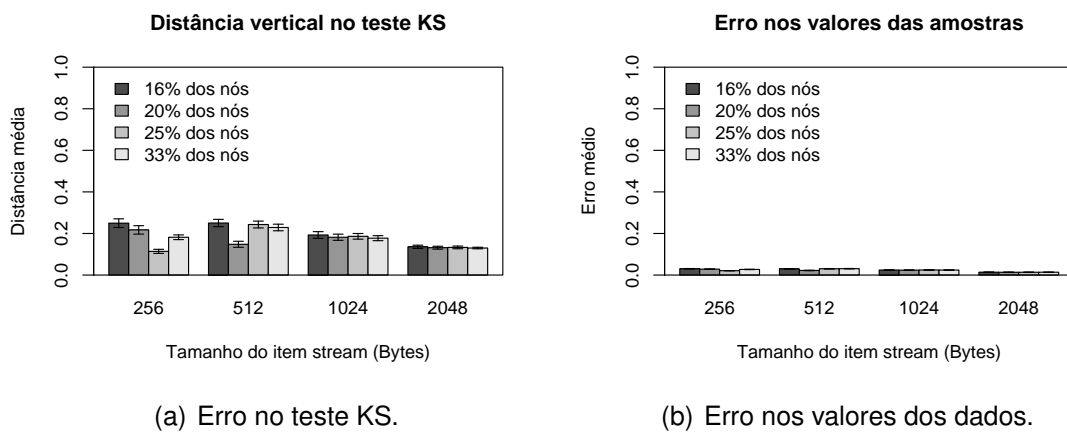 Distância vertical no teste KS
Distância média
1.0
0.8
0.6
0.4
0.2
0.0
16% dos nós
20% dos nós
25% dos nós
33% dos nós
256 512 1024 2048
Tamanho do item stream (Bytes)
(a) Erro no teste KS.
Erro nos valores das amostras
Erro médio
1.0
0.8
0.6
0.4
0.2
0.0
16% dos nós
20% dos nós
25% dos nós
33% dos nós
256 512 1024 2048
Tamanho do item stream (Bytes)
(b) Erro nos valores dos dados.